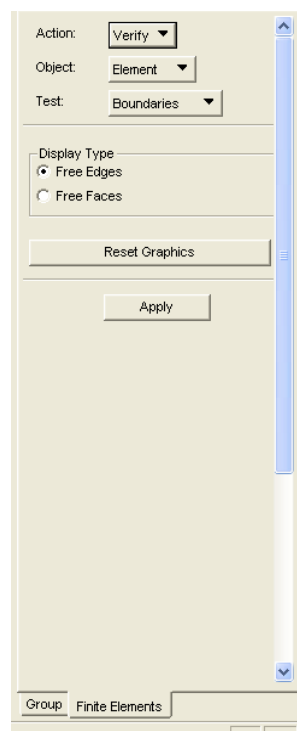 Action: Verify
Object: Element
Test: Boundaries
Display Type
Free Edges
Free Faces
Reset Graphics
Apply
Group Finite Elements